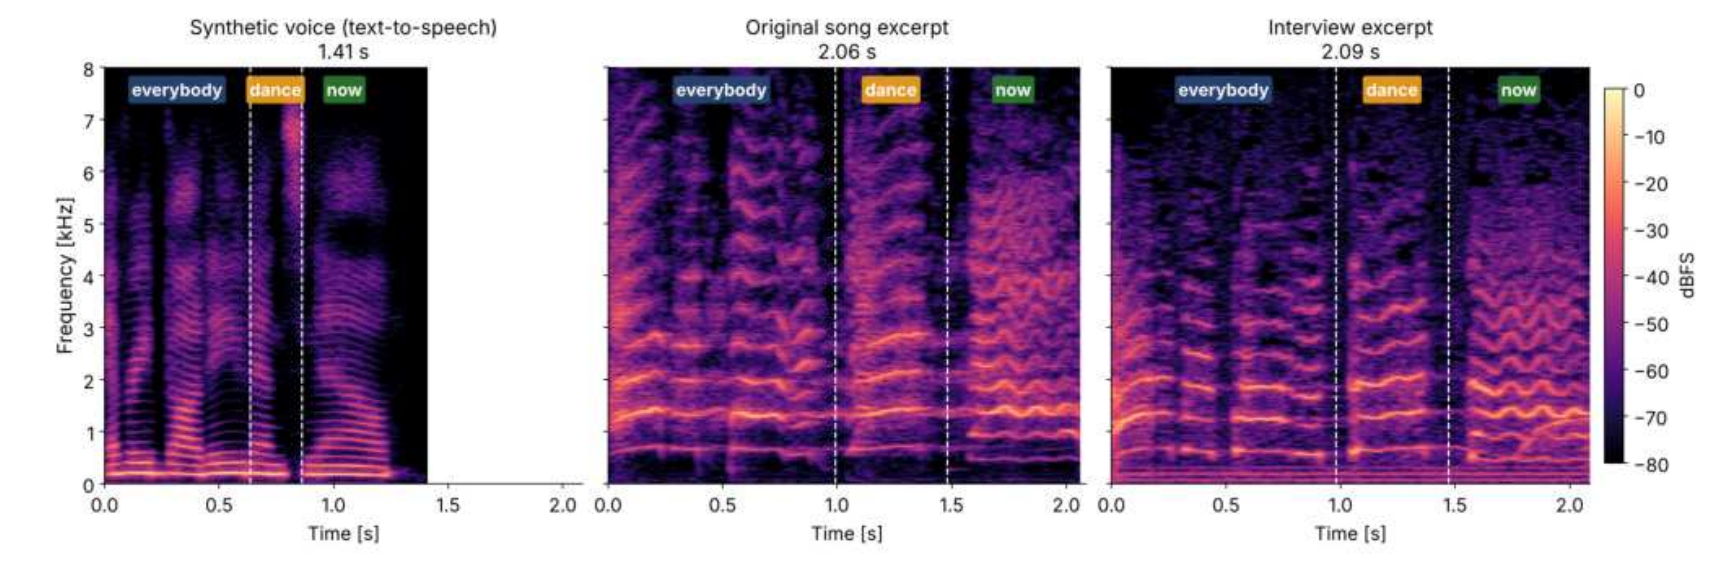 Synthetic voice (text-to-speech)
1.41 s
Original song excerpt
2.06 s
Interview excerpt
2.09 s
8
7
6
5
4
3
2
1
0
Frequency [kHz]
everybody dance now
everybody dance now
everybody dance now
0.0 0.5 1.0 1.5 2.0
0.0 0.5 1.0 1.5 2.0
0.0 0.5 1.0 1.5 2.0
Time [s]
Time [s]
Time [s]
0
−10
−20
−30
−40
−50
−60
−70
−80
dBFS